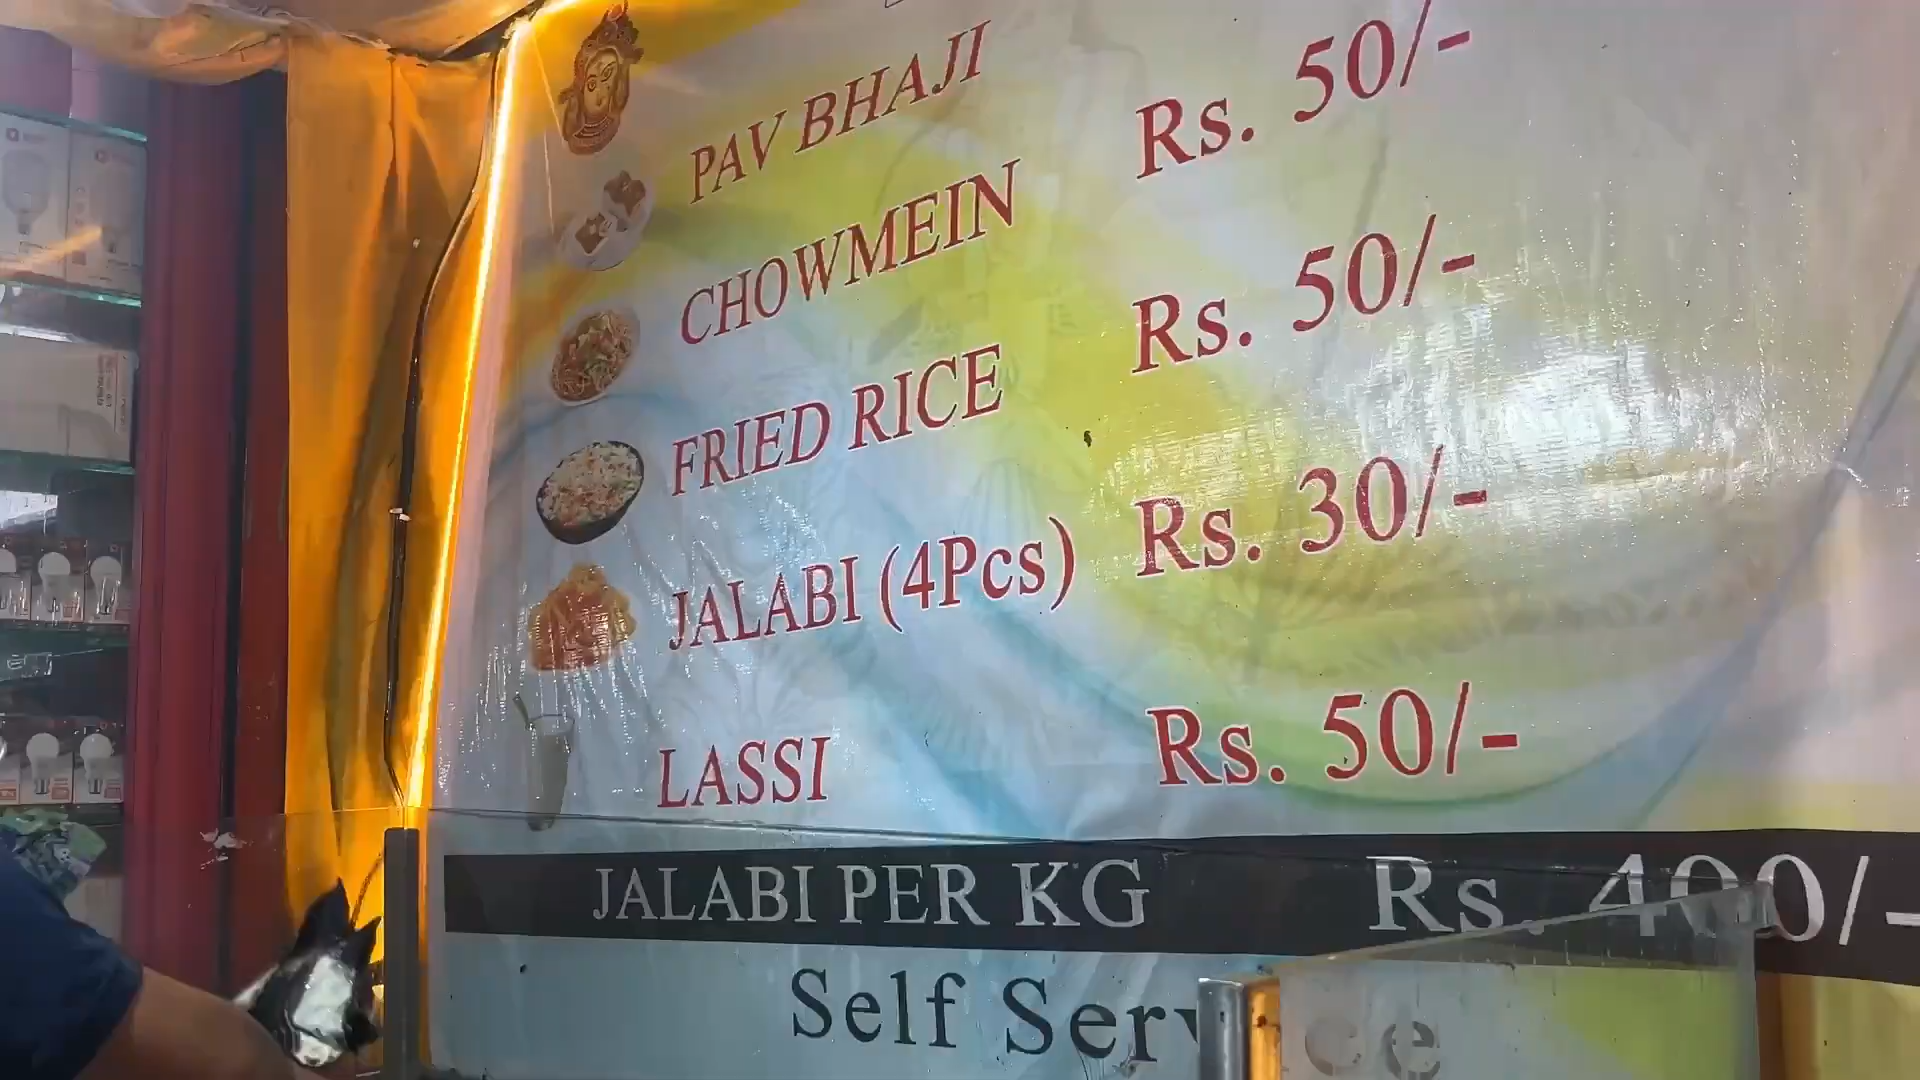 PAV BHAJI
CHOWMEIN Rs. 50/-
FRIED RICE Rs. 50/-
JALABI (4Pcs) Rs. 30/-
LASSI Rs. 50/-
JALABI PER KG Rs. 400/-
Self Service